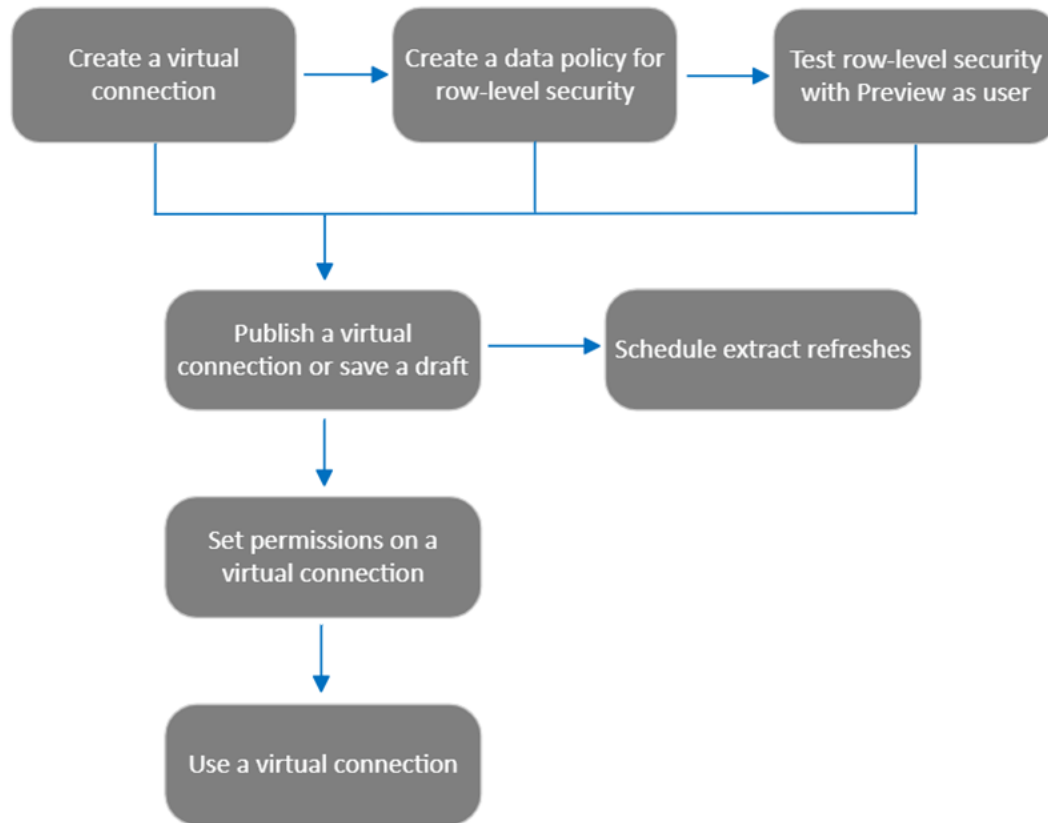 Create a virtual
connection
Create a data policy for
row-level security
Test row-level security
with Preview as user
Publish a virtual
connection or save a draft
Schedule extract refreshes
Set permissions on a
virtual connection
Use a virtual connection